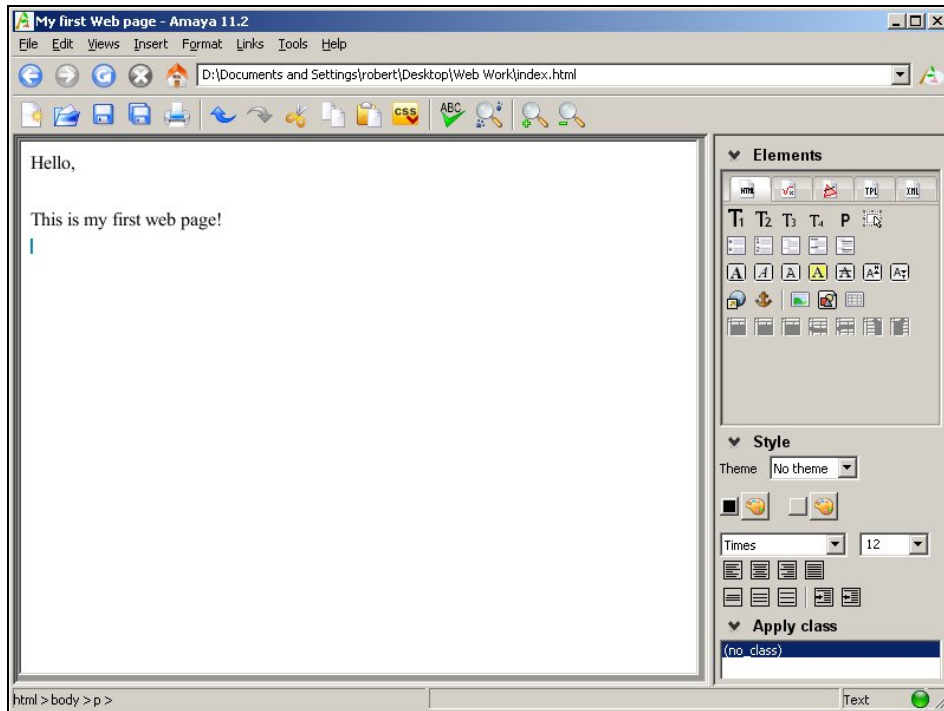 My first Web page - Amaya 11.2
File Edit Views Insert Format Links Tools Help
D:\Documents and Settings\robert\Desktop\Web Work\index.html
CSS ABC
Hello,
This is my first web page!
Elements
HTML TPL XML
T1 T2 T3 T4 P
A A A A A A A
Style
Theme No theme
Times 12
Apply class
(no_class)
html > body > p >
Text